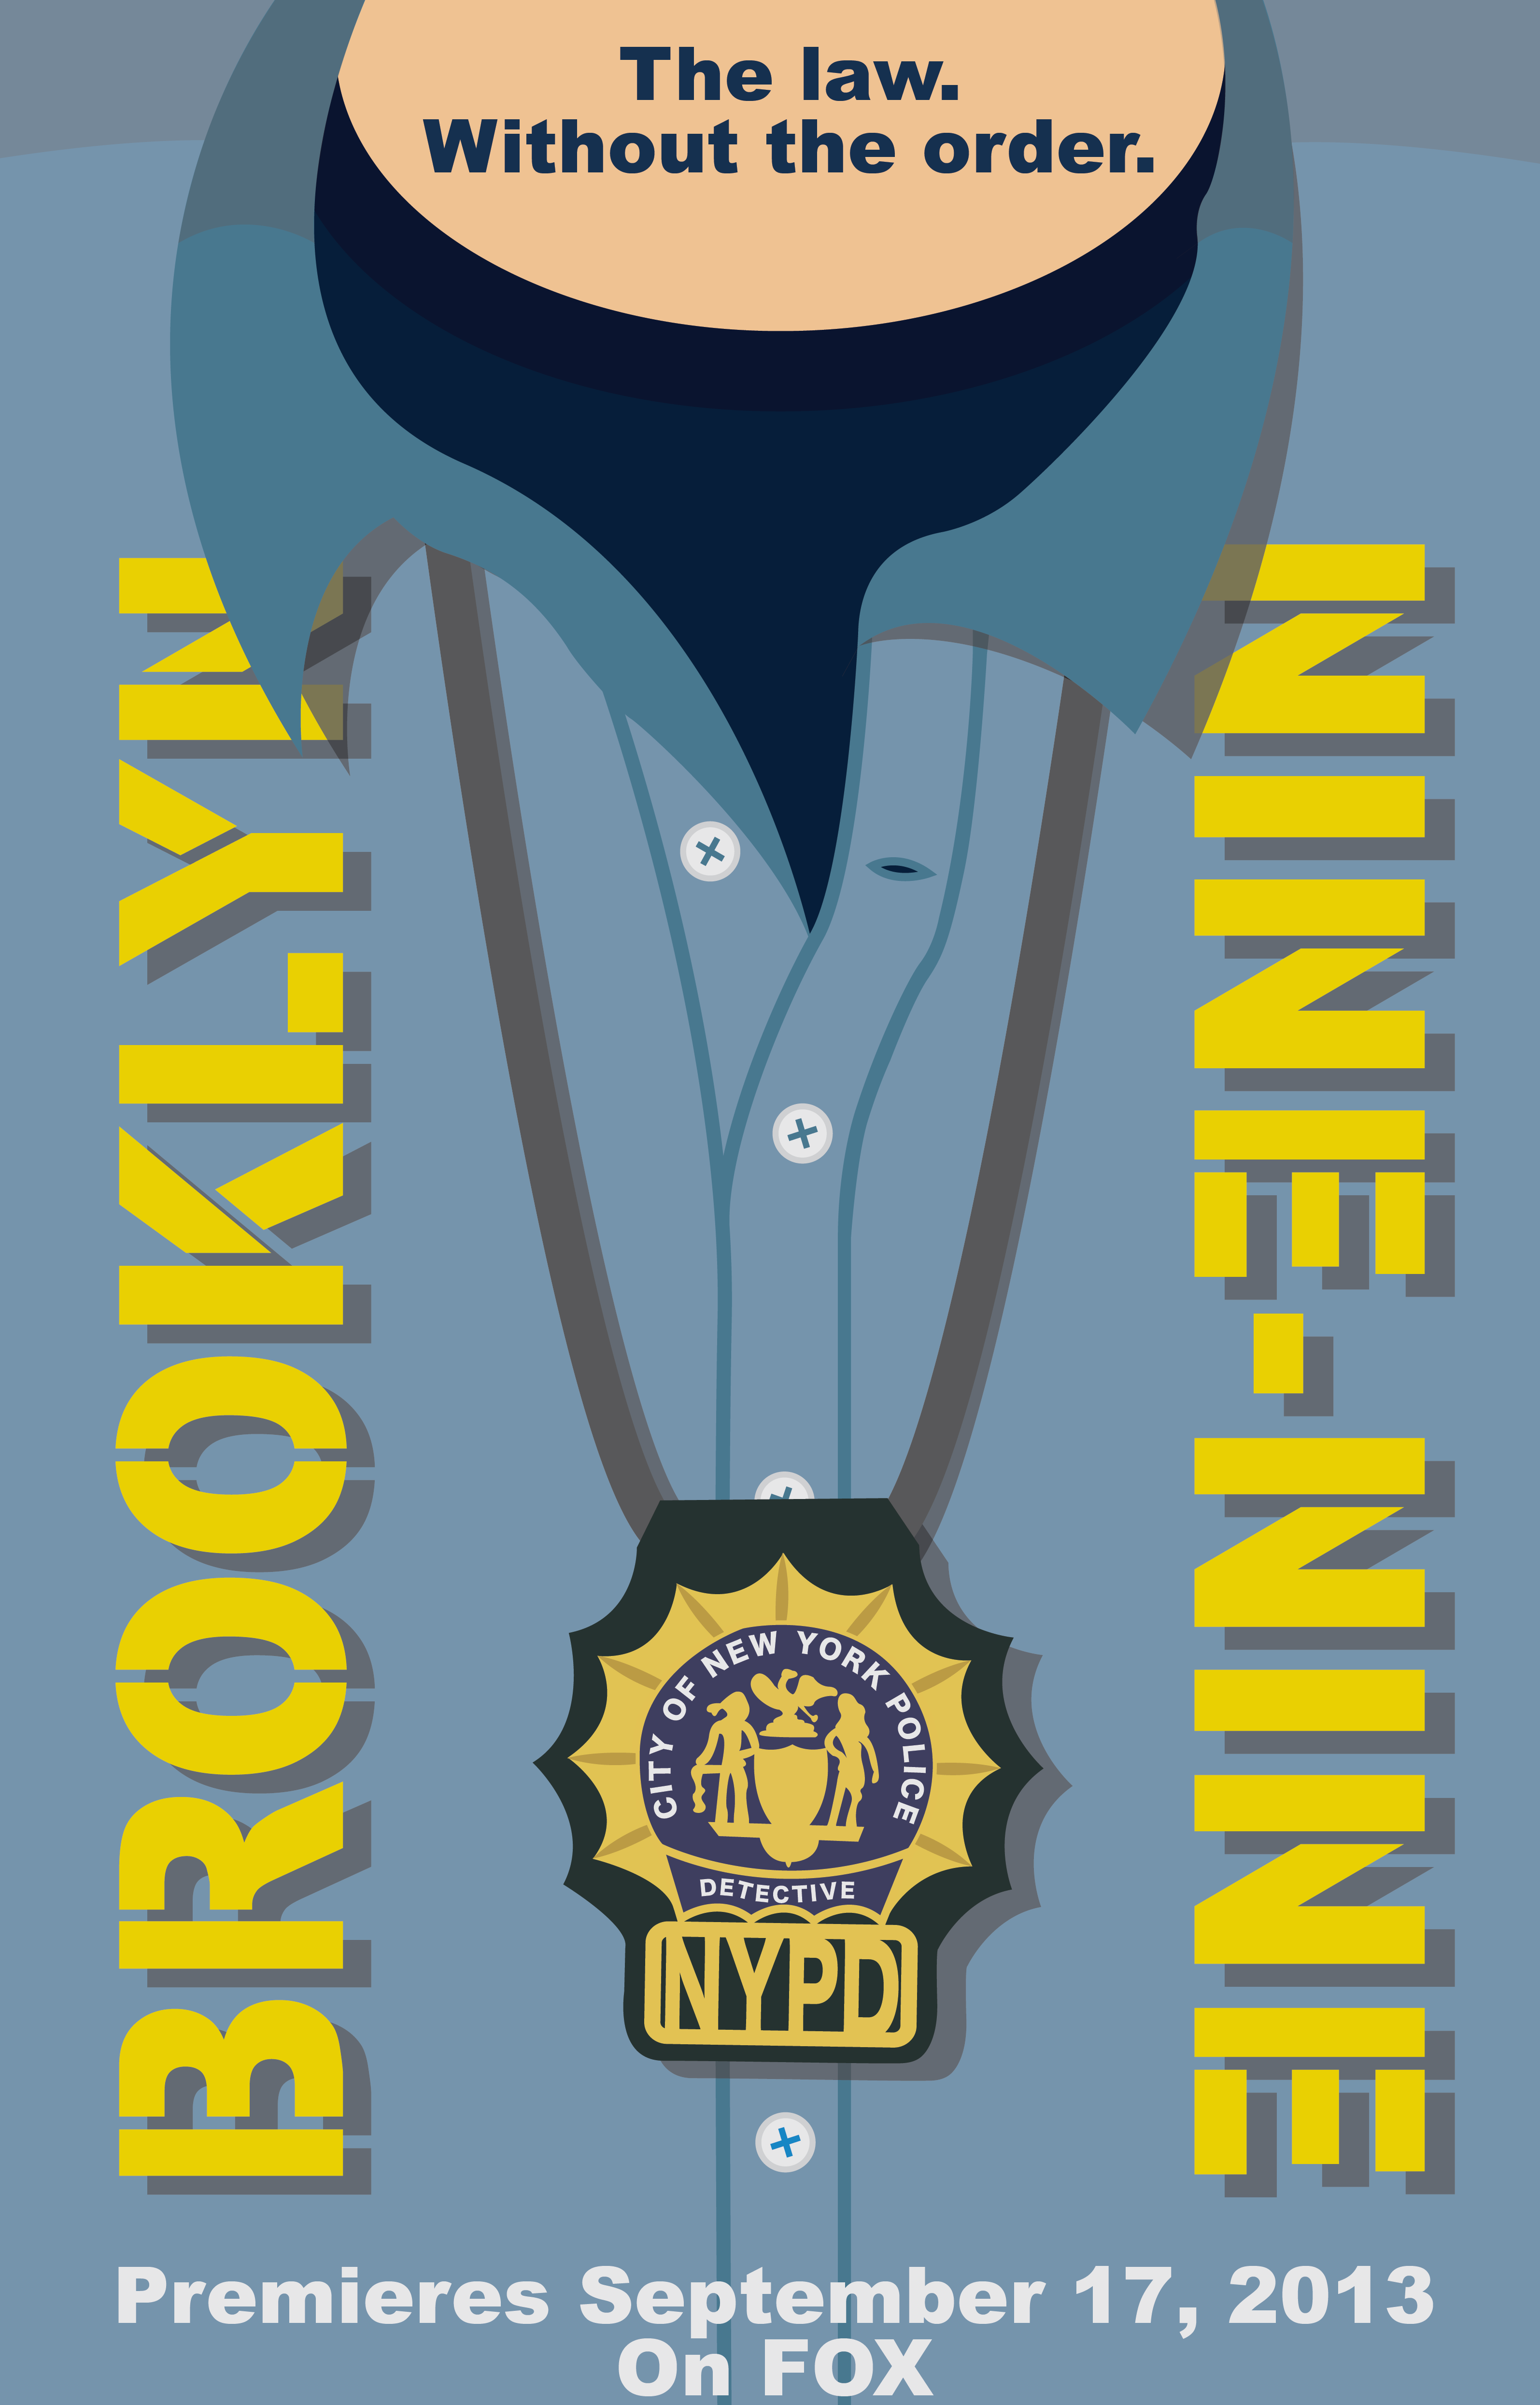 The law.
Without the order.
BROOKLYN
NINE-NINE
CITY OF NEW YORK POLICE
DETECTIVE
NYPD
Premieres September 17, 2013
On FOX